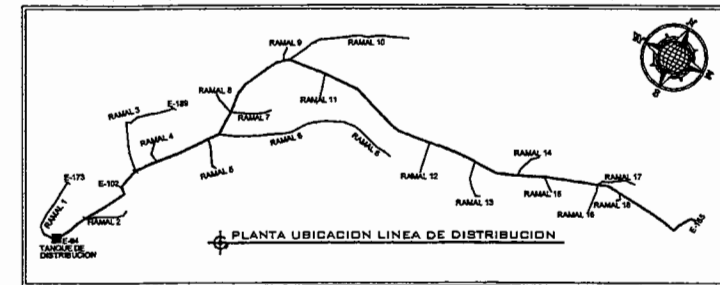 RAMAL 10
RAMAL 9
RAMAL 8
RAMAL 11
RAMAL 3
E-189
RAMAL 7
RAMAL 4
RAMAL 6
RAMAL 6
RAMAL 5
RAMAL 14
E-173
E-102
RAMAL 12
RAMAL 17
RAMAL 15
RAMAL 1
RAMAL 13
RAMAL 16
RAMAL 18
RAMAL 2
E-84
TANQUE DE
DISTRIBUCION
PLANTA UBICACION LINEA DE DISTRIBUCION
N
S